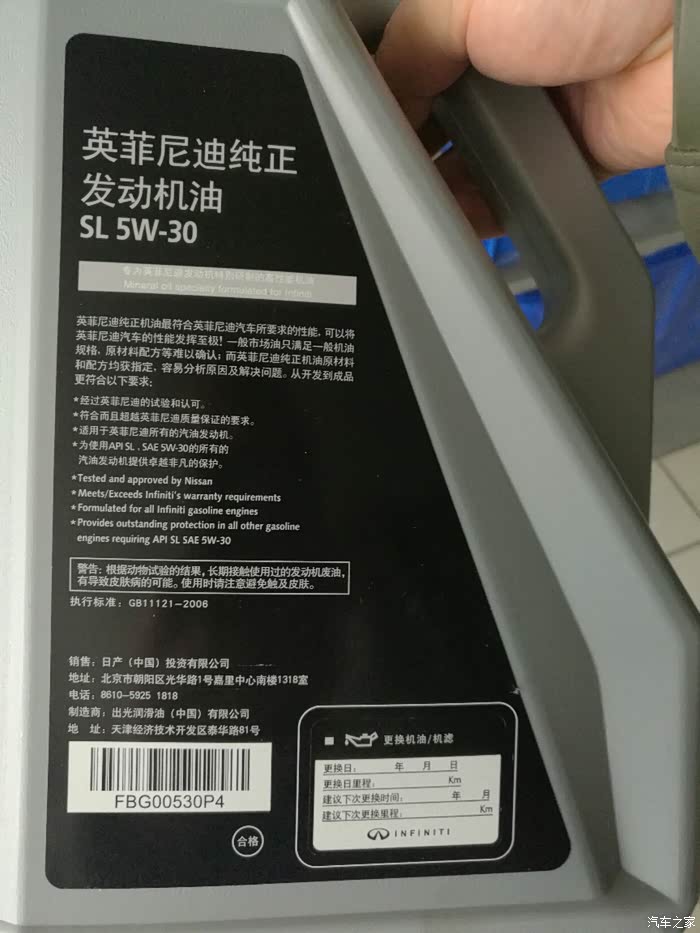 英菲尼迪纯正
发动机油
SL 5W-30
专为英菲尼迪发动机特别研制的高性能机油
Mineral oil specially formulated for Infiniti
英菲尼迪纯正机油最符合英菲尼迪汽车所要求的性能，可以将
英菲尼迪汽车的性能发挥至极！一般市场油只满足一般机油
规格，原材料配方等难以确认；而英菲尼迪纯正机油原材料
和配方均获指定，容易分析原因及解决问题。从开发到成品
更符合以下要求：
*经过英菲尼迪的试验和认可。
*符合而且超越英菲尼迪质量保证的要求。
*适用于英菲尼迪所有的汽油发动机。
*为使用API SL . SAE 5W-30的所有的
汽油发动机提供卓越非凡的保护。
*Tested and approved by Nissan
*Meets/Exceeds Infiniti's warranty requirements
*Formulated for all Infiniti gasoline engines
*Provides outstanding protection in all other gasoline
engines requiring API SL SAE 5W-30
警告：根据动物试验的结果，长期接触使用过的发动机废油，
有导致皮肤病的可能。使用时请注意避免触及皮肤。
执行标准：GB11121-2006
销售：日产（中国）投资有限公司
地址：北京市朝阳区光华路1号嘉里中心南楼1318室
电话：8610-5925 1818
制造商：出光润滑油（中国）有限公司
地 址：天津经济技术开发区泰华路81号
FBG00530P4
合格
更换机油/机滤
更换日： 年 月 日
更换日里程： Km
建议下次更换时间： 年 月
建议下次更换里程： Km
INFINITI
汽车之家